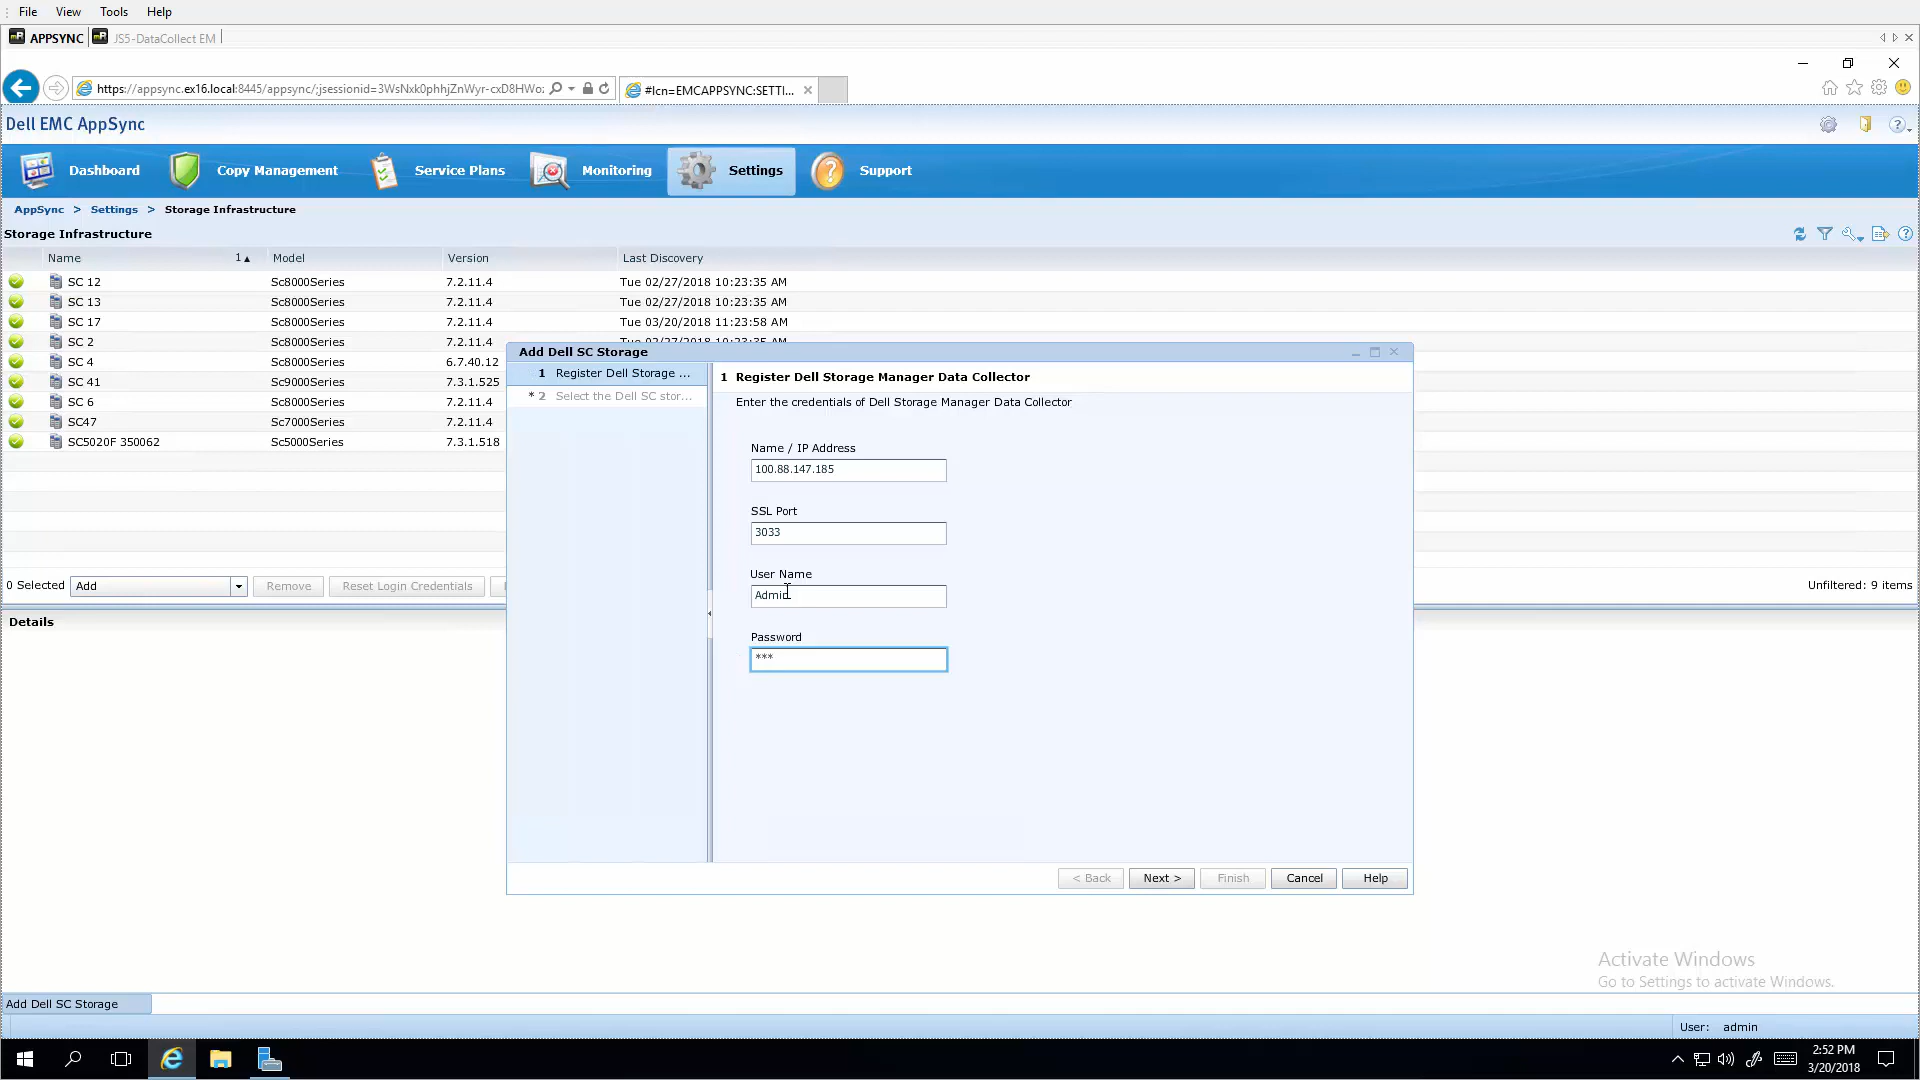 File View Tools Help
APPSYNC JS5-DataCollect EM
https://appsync.ex16.local:8445/appsync/;jsessionid=3WsNxk0phhjZnWyr-cxD8HWo: #lcn=EMCAPPSYNC:SETTI...
Dell EMC AppSync
Dashboard Copy Management Service Plans Monitoring Settings Support
AppSync > Settings > Storage Infrastructure
Storage Infrastructure
Name 1 Model Version Last Discovery
SC 12 Sc8000Series 7.2.11.4 Tue 02/27/2018 10:23:35 AM
SC 13 Sc8000Series 7.2.11.4 Tue 02/27/2018 10:23:35 AM
SC 17 Sc8000Series 7.2.11.4 Tue 03/20/2018 11:23:58 AM
SC 2 Sc8000Series 7.2.11.4 Tue 02/27/2018 10:23:35 AM
SC 4 Sc8000Series 6.7.40.12
SC 41 Sc9000Series 7.3.1.525
SC 6 Sc8000Series 7.2.11.4
SC47 Sc7000Series 7.2.11.4
SC5020F 350062 Sc5000Series 7.3.1.518
0 Selected Add Remove Reset Login Credentials Unfiltered: 9 items
Details
Add Dell SC Storage
1 Register Dell Storage ...
* 2 Select the Dell SC stor...
1 Register Dell Storage Manager Data Collector
Enter the credentials of Dell Storage Manager Data Collector
Name / IP Address
100.88.147.185
SSL Port
3033
User Name
Admin
Password
***
< Back Next > Finish Cancel Help
Activate Windows
Go to Settings to activate Windows.
Add Dell SC Storage
User: admin
2:52 PM
3/20/2018